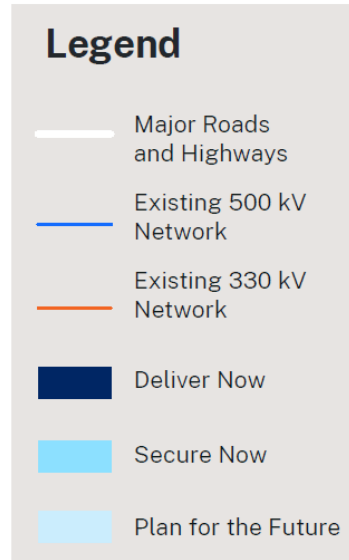 Legend
Major Roads
and Highways
Existing 500 kV
Network
Existing 330 kV
Network
Deliver Now
Secure Now
Plan for the Future